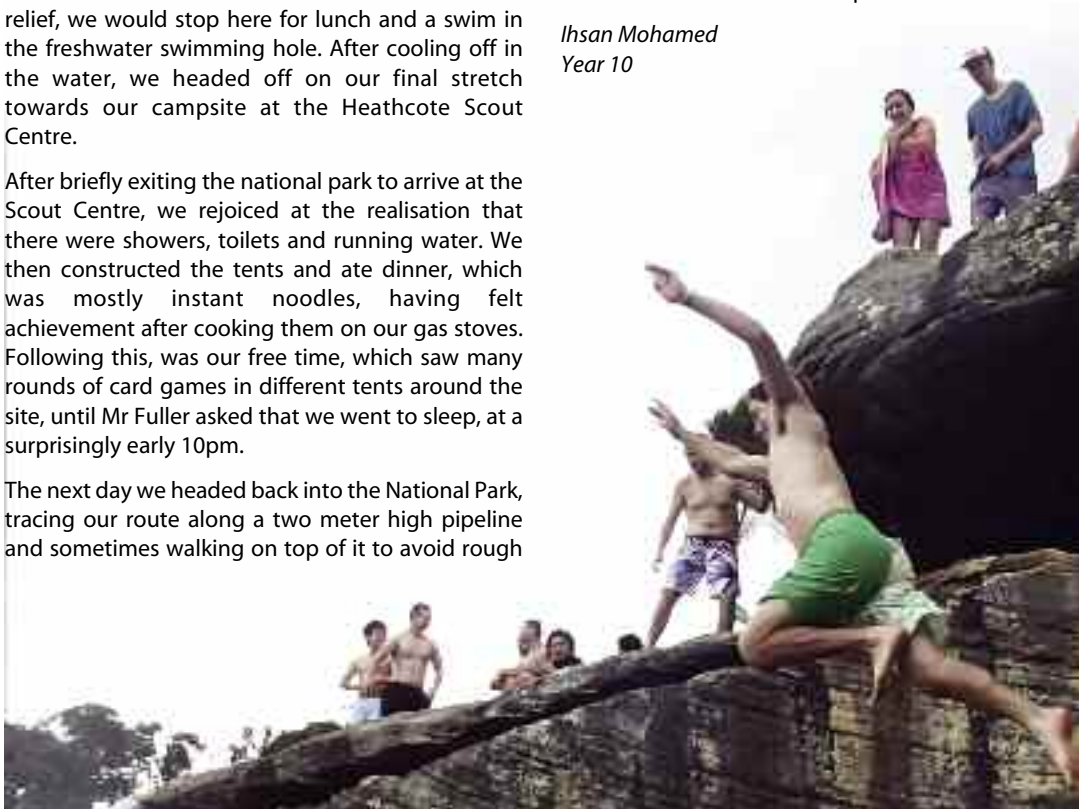 relief, we would stop here for lunch and a swim in
the freshwater swimming hole. After cooling off in
the water, we headed off on our final stretch
towards our campsite at the Heathcote Scout
Centre.
After briefly exiting the national park to arrive at the
Scout Centre, we rejoiced at the realisation that
there were showers, toilets and running water. We
then constructed the tents and ate dinner, which
was mostly instant noodles, having felt
achievement after cooking them on our gas stoves.
Following this, was our free time, which saw many
rounds of card games in different tents around the
site, until Mr Fuller asked that we went to sleep, at a
surprisingly early 10pm.
The next day we headed back into the National Park,
tracing our route along a two meter high pipeline
and sometimes walking on top of it to avoid rough
Ihsan Mohamed
Year 10